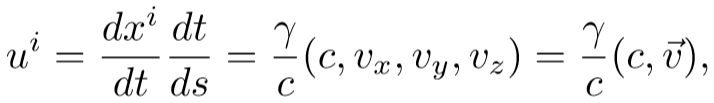 $u^i = \frac{dx^i}{dt} \frac{dt}{ds} = \frac{\gamma}{c}(c, v_x, v_y, v_z) = \frac{\gamma}{c}(c, \vec{v}),$